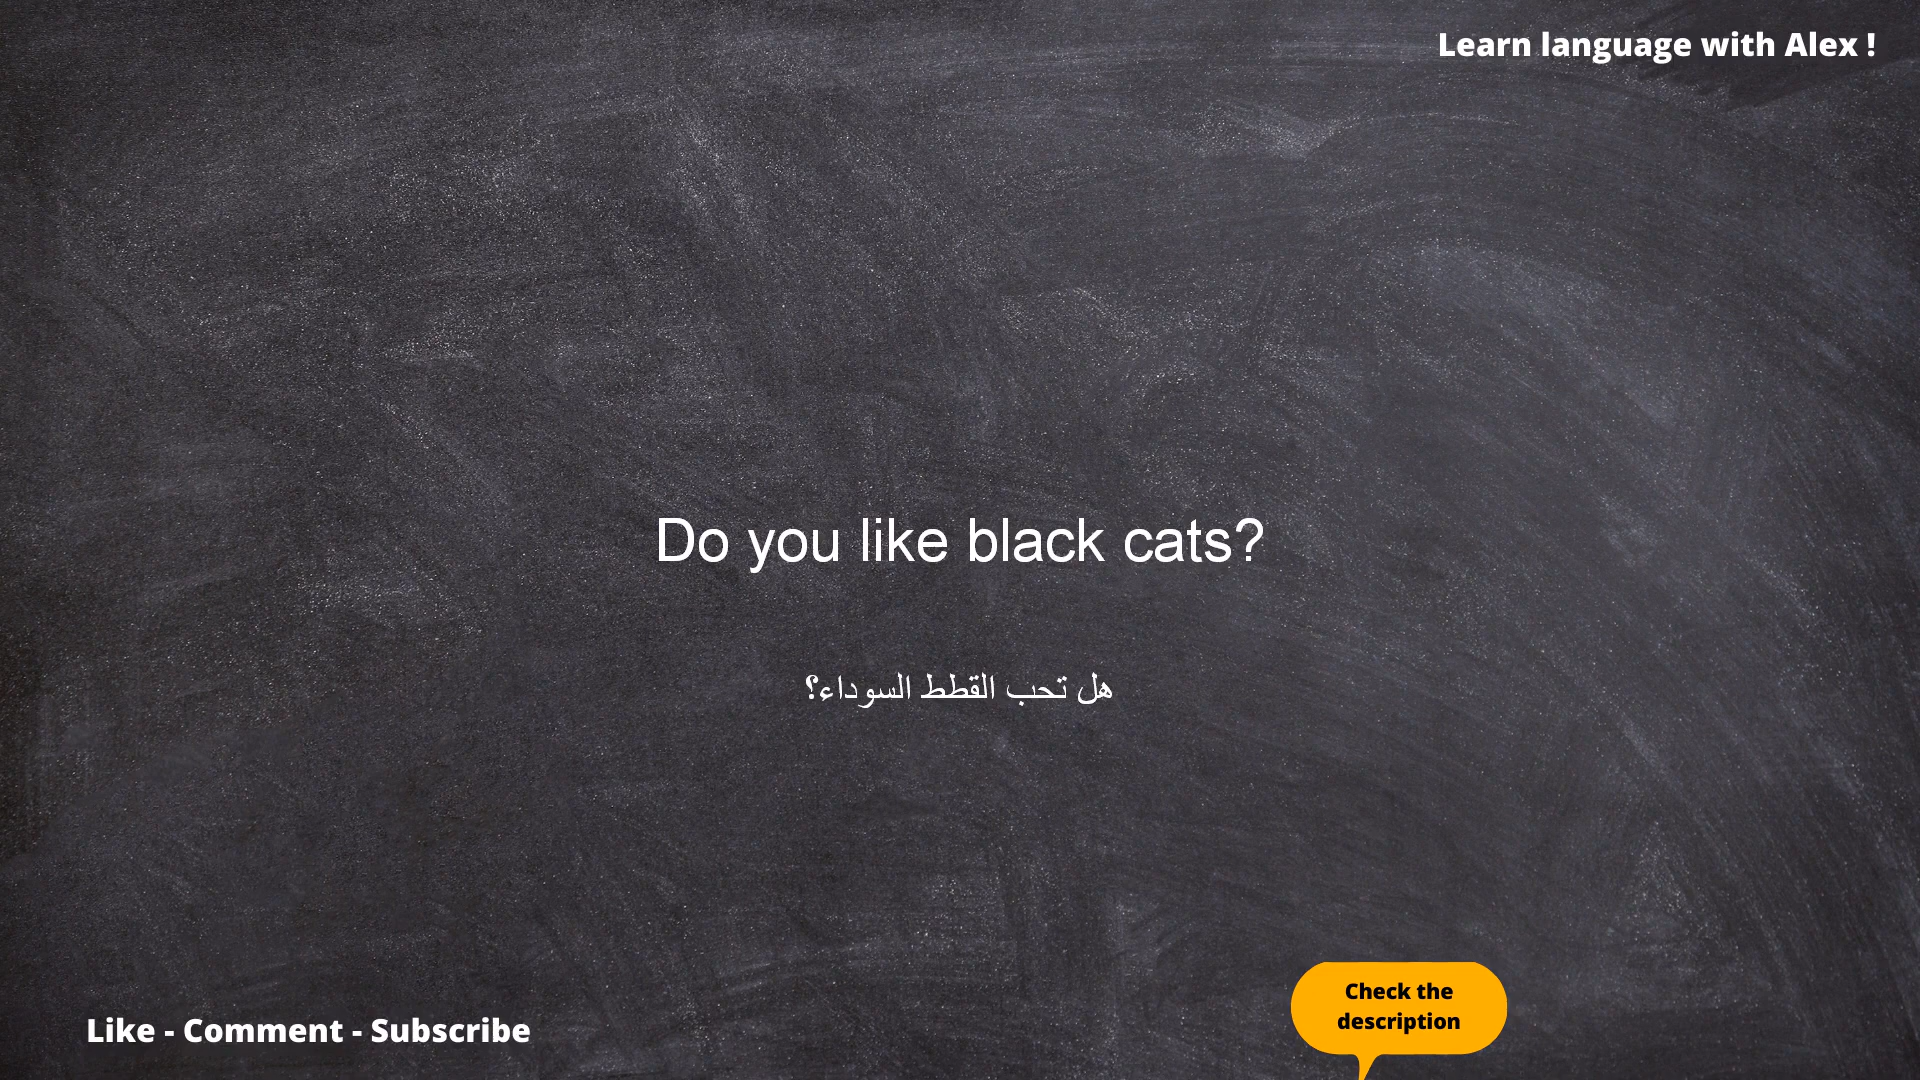 Learn language with Alex !
Do you like black cats?
هل تحب القطط السوداء؟
Check the
description
Like - Comment - Subscribe